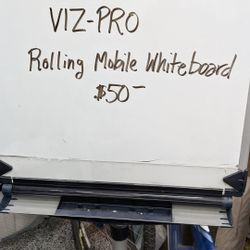 VIZ-PRO
Rolling Mobile Whiteboard
$50-